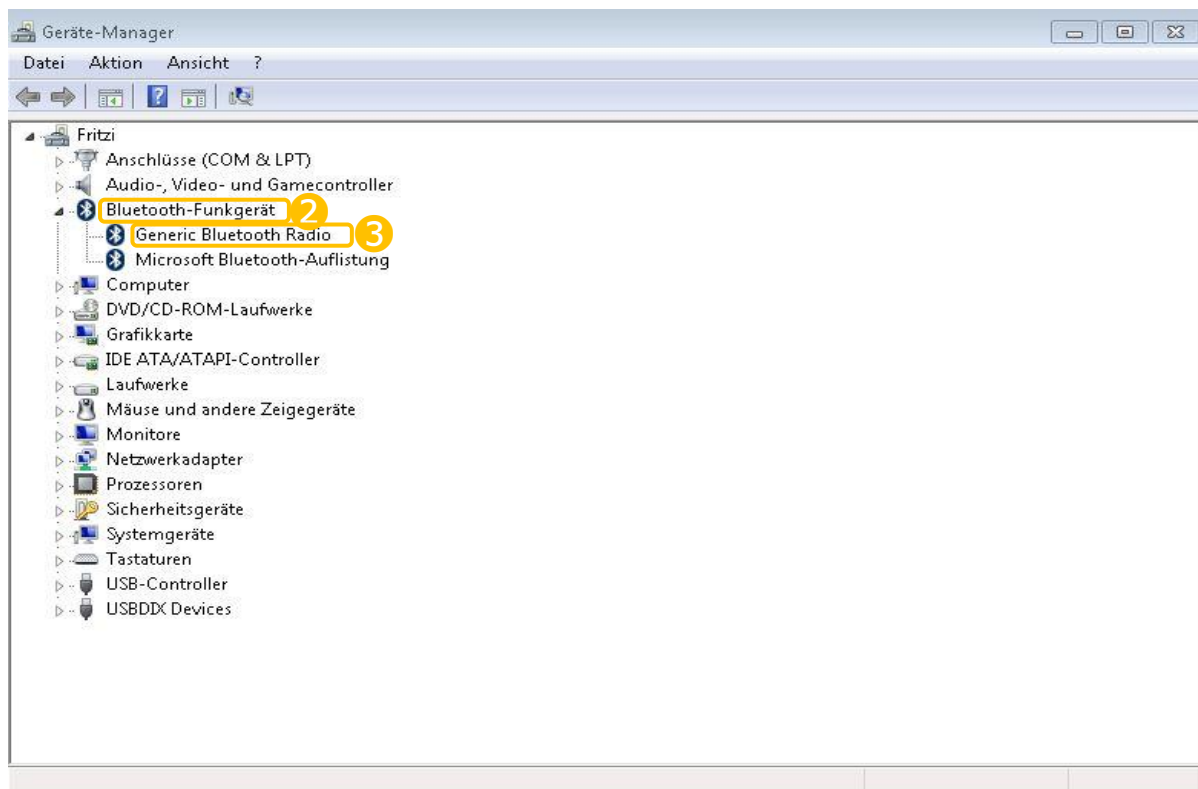 Geräte-Manager
Datei Aktion Ansicht ?
Fritzi
Anschlüsse (COM & LPT)
Audio-, Video- und Gamecontroller
Bluetooth-Funkgerät 2
Generic Bluetooth Radio 3
Microsoft Bluetooth-Auflistung
Computer
DVD/CD-ROM-Laufwerke
Grafikkarte
IDE ATA/ATAPI-Controller
Laufwerke
Mäuse und andere Zeigegeräte
Monitore
Netzwerkadapter
Prozessoren
Sicherheitsgeräte
Systemgeräte
Tastaturen
USB-Controller
USBDIX Devices